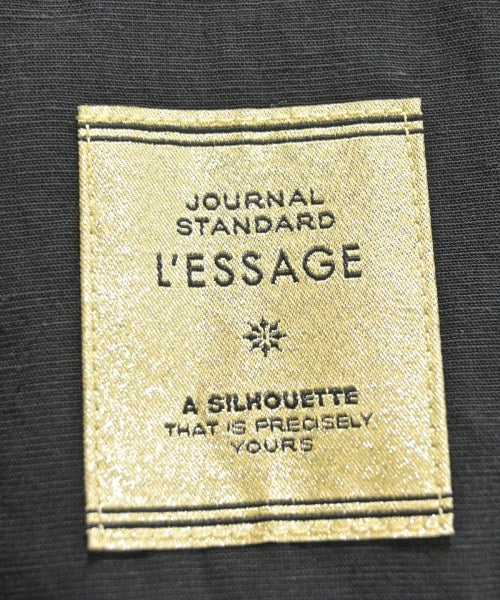 JOURNAL
STANDARD
L'ESSAGE
A SILHOUETTE
THAT IS PRECISELY
YOURS